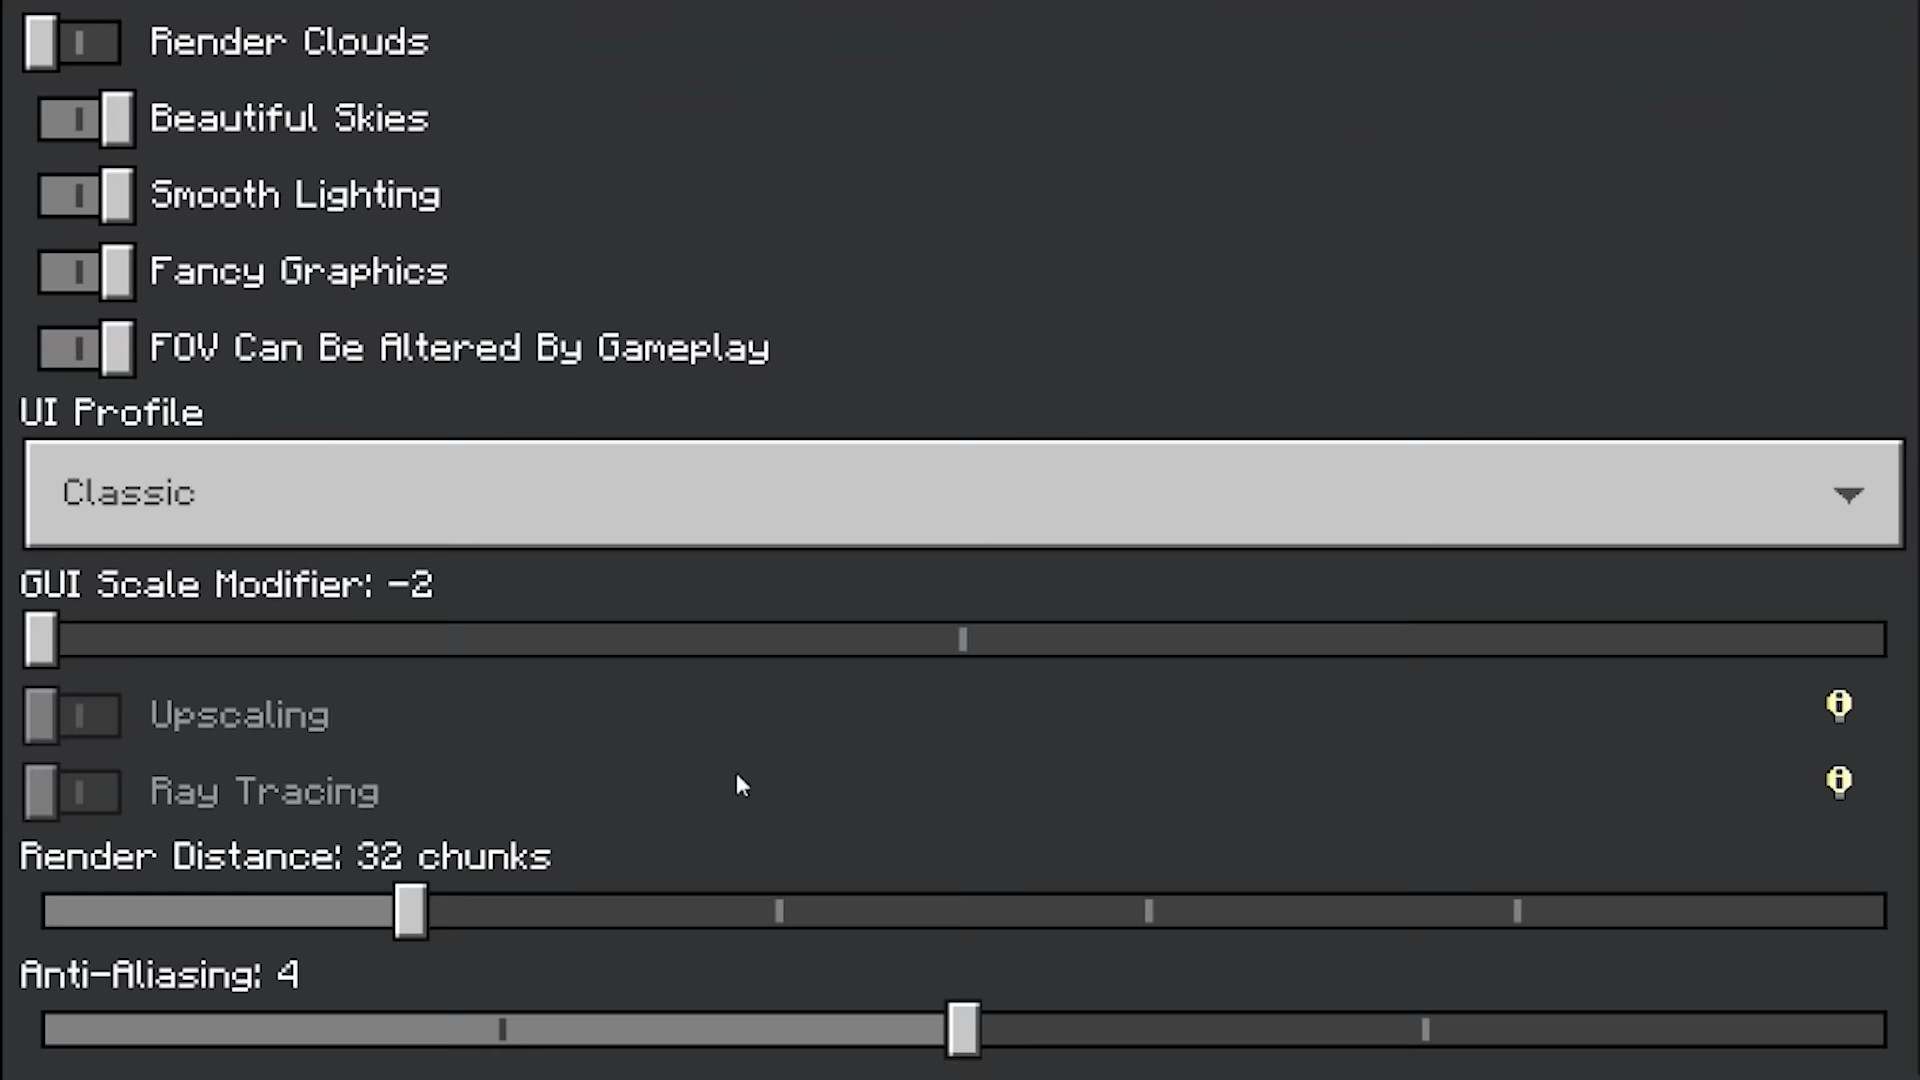 Render Clouds
Beautiful Skies
Smooth Lighting
Fancy Graphics
FOV Can Be Altered By Gameplay
UI Profile
Classic
GUI Scale Modifier: -2
Upscaling
Ray Tracing
Render Distance: 32 chunks
Anti-Aliasing: 4